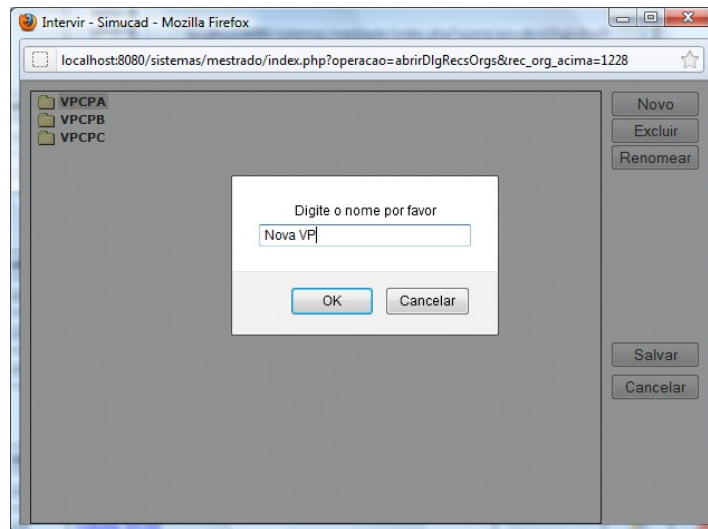 Intervir - Simucad - Mozilla Firefox
localhost:8080/sistemas/mestrado/index.php?operacao=abrirDlgRecsOrgs&rec_org_acima=1228
VPCPA
VPCPB
VPCPC
Novo
Excluir
Renomear
Digite o nome por favor
Nova VP
OK
Cancelar
Salvar
Cancelar